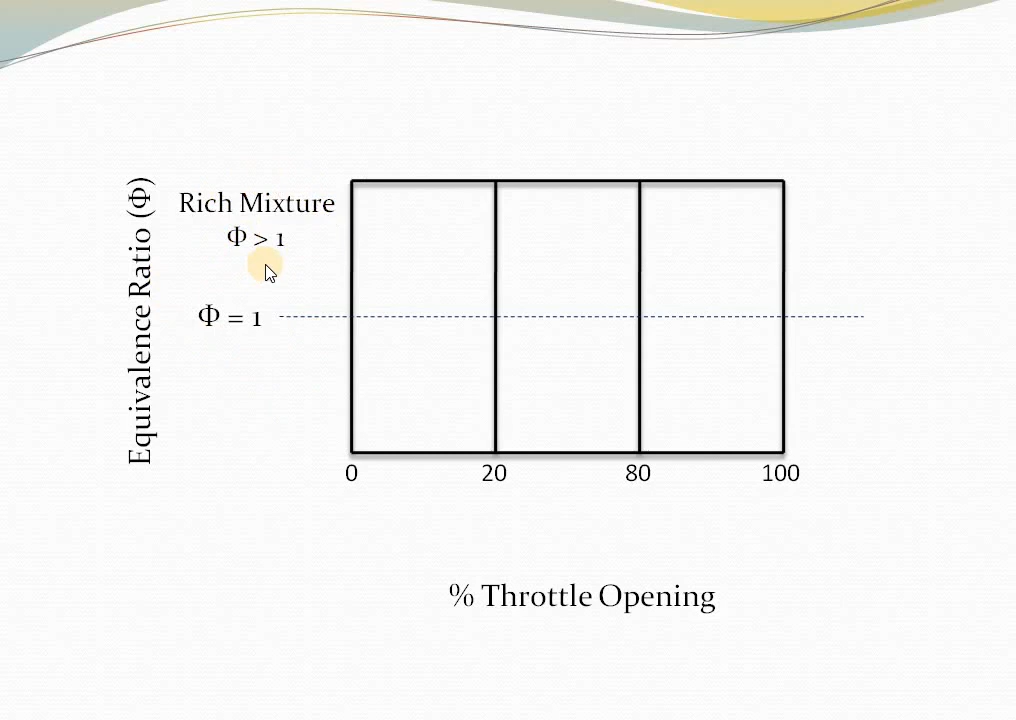 Equivalence Ratio (Φ)
Rich Mixture
Φ > 1
Φ = 1
0 20 80 100
% Throttle Opening